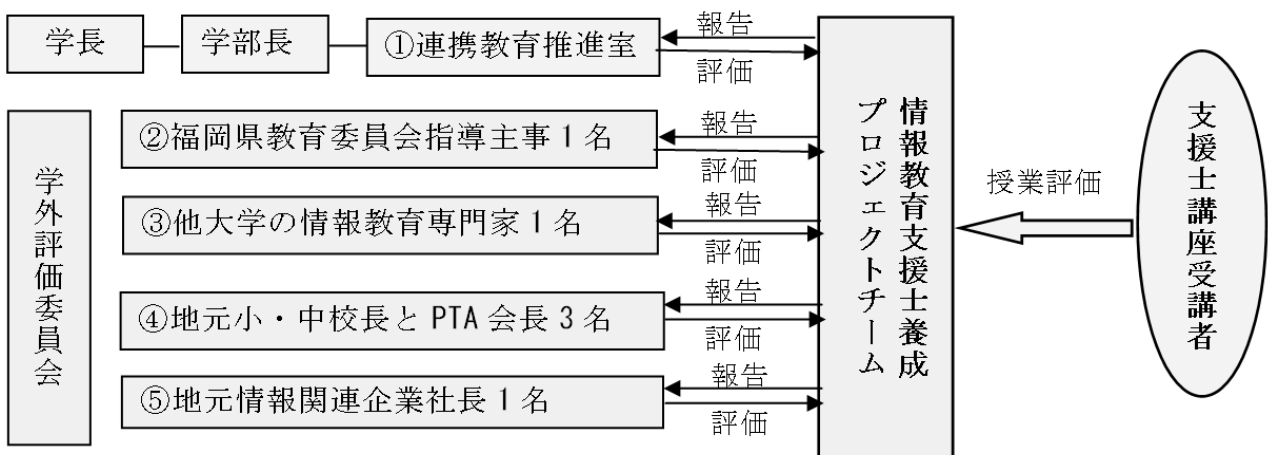 学長
学部長
①連携教育推進室
報告
評価
学外評価委員会
②福岡県教育委員会指導主事1名
報告
評価
③他大学の情報教育専門家1名
報告
評価
④地元小・中校長とPTA会長3名
報告
評価
⑤地元情報関連企業社長1名
報告
評価
情報教育支援士養成
プロジェクトチーム
授業評価
支援士講座受講者